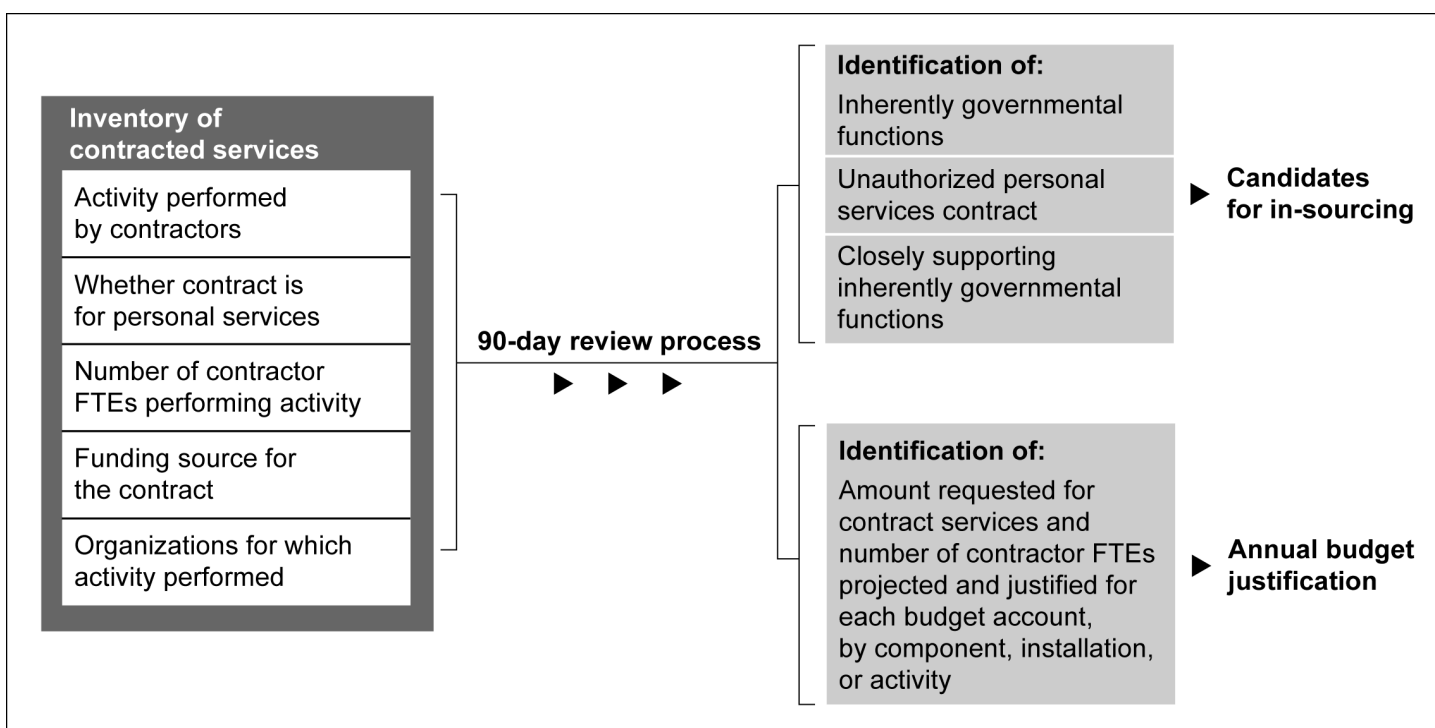 Inventory of
contracted services
Activity performed
by contractors
Whether contract is
for personal services
Number of contractor
FTEs performing activity
Funding source for
the contract
Organizations for which
activity performed
90-day review process
Identification of:
Inherently governmental
functions
Unauthorized personal
services contract
Closely supporting
inherently governmental
functions
Candidates
for in-sourcing
Identification of:
Amount requested for
contract services and
number of contractor FTEs
projected and justified for
each budget account,
by component, installation,
or activity
Annual budget
justification